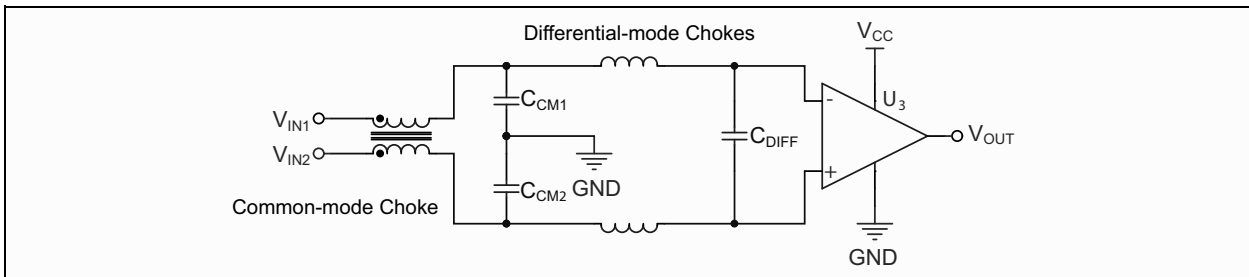 Differential-mode Chokes
VCC
U3
CCM1
VIN1
-
CDIFF
VOUT
VIN2
GND
+
CCM2
Common-mode Choke
GND